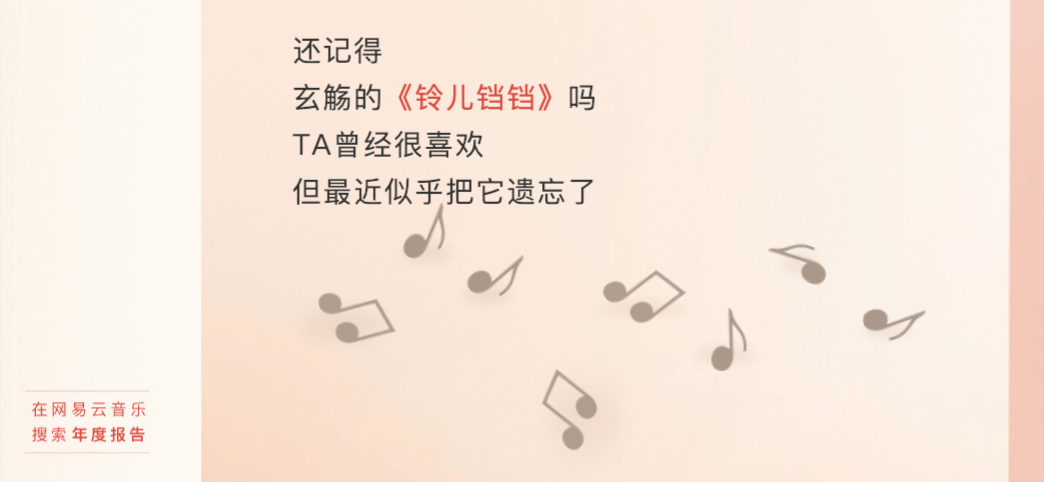 还记得
玄觞的《铃儿铛铛》吗
TA曾经很喜欢
但最近似乎把它遗忘了
在网易云音乐
搜索年度报告